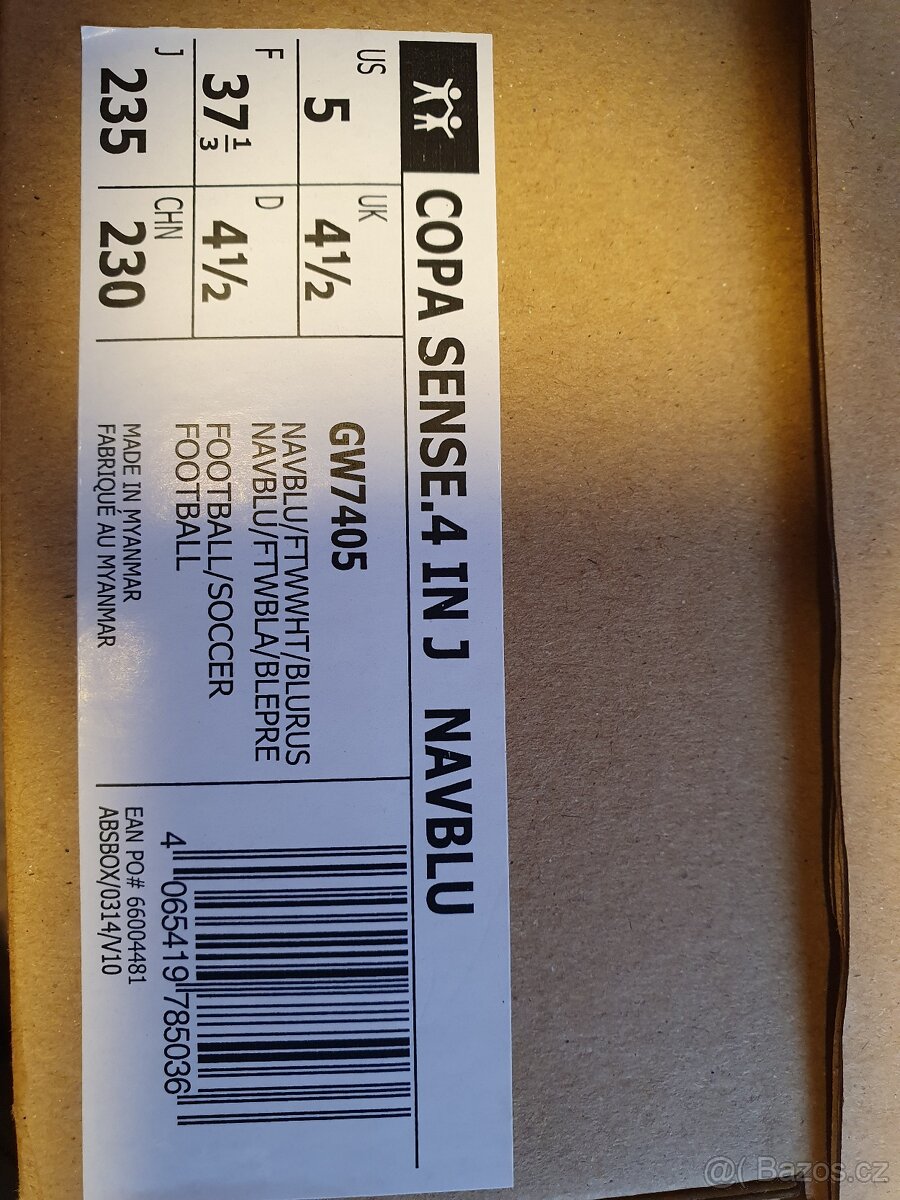 COPA SENSE.4 IN J NAVBLU
US
5
UK
4½
F
37⅓
D
4½
J
235
CHN
230
GW7405
NAVBLU/FTWWHT/BLURUS
NAVBLU/FTWBLA/BLEPRE
FOOTBALL/SOCCER
FOOTBALL
MADE IN MYANMAR
FABRIQUÉ AU MYANMAR
4 065419 785036
EAN PO# 66004481
ABSBOX/0314/V10
@( Bazos.cz